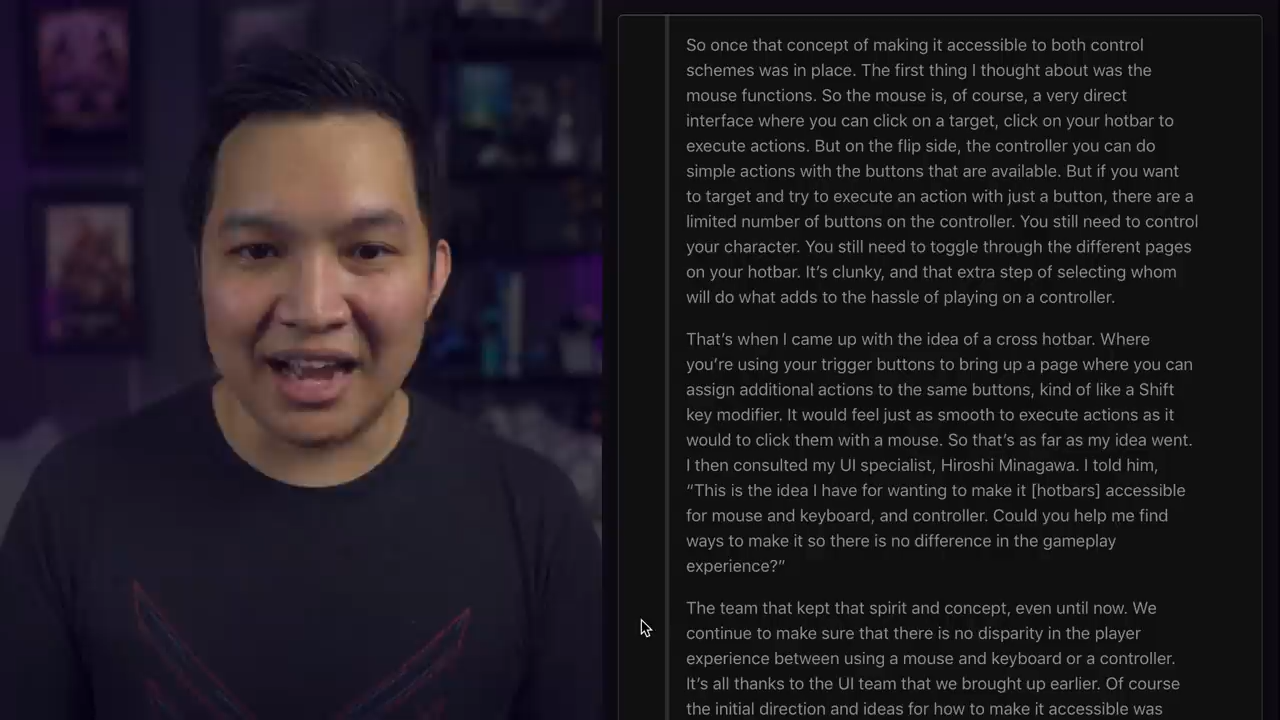 So once that concept of making it accessible to both control
schemes was in place. The first thing I thought about was the
mouse functions. So the mouse is, of course, a very direct
interface where you can click on a target, click on your hotbar to
execute actions. But on the flip side, the controller you can do
simple actions with the buttons that are available. But if you want
to target and try to execute an action with just a button, there are a
limited number of buttons on the controller. You still need to control
your character. You still need to toggle through the different pages
on your hotbar. It’s clunky, and that extra step of selecting whom
will do what adds to the hassle of playing on a controller.
That’s when I came up with the idea of a cross hotbar. Where
you’re using your trigger buttons to bring up a page where you can
assign additional actions to the same buttons, kind of like a Shift
key modifier. It would feel just as smooth to execute actions as it
would to click them with a mouse. So that’s as far as my idea went.
I then consulted my UI specialist, Hiroshi Minagawa. I told him,
“This is the idea I have for wanting to make it [hotbars] accessible
for mouse and keyboard, and controller. Could you help me find
ways to make it so there is no difference in the gameplay
experience?”
The team that kept that spirit and concept, even until now. We
continue to make sure that there is no disparity in the player
experience between using a mouse and keyboard or a controller.
It’s all thanks to the UI team that we brought up earlier. Of course
the initial direction and ideas for how to make it accessible was